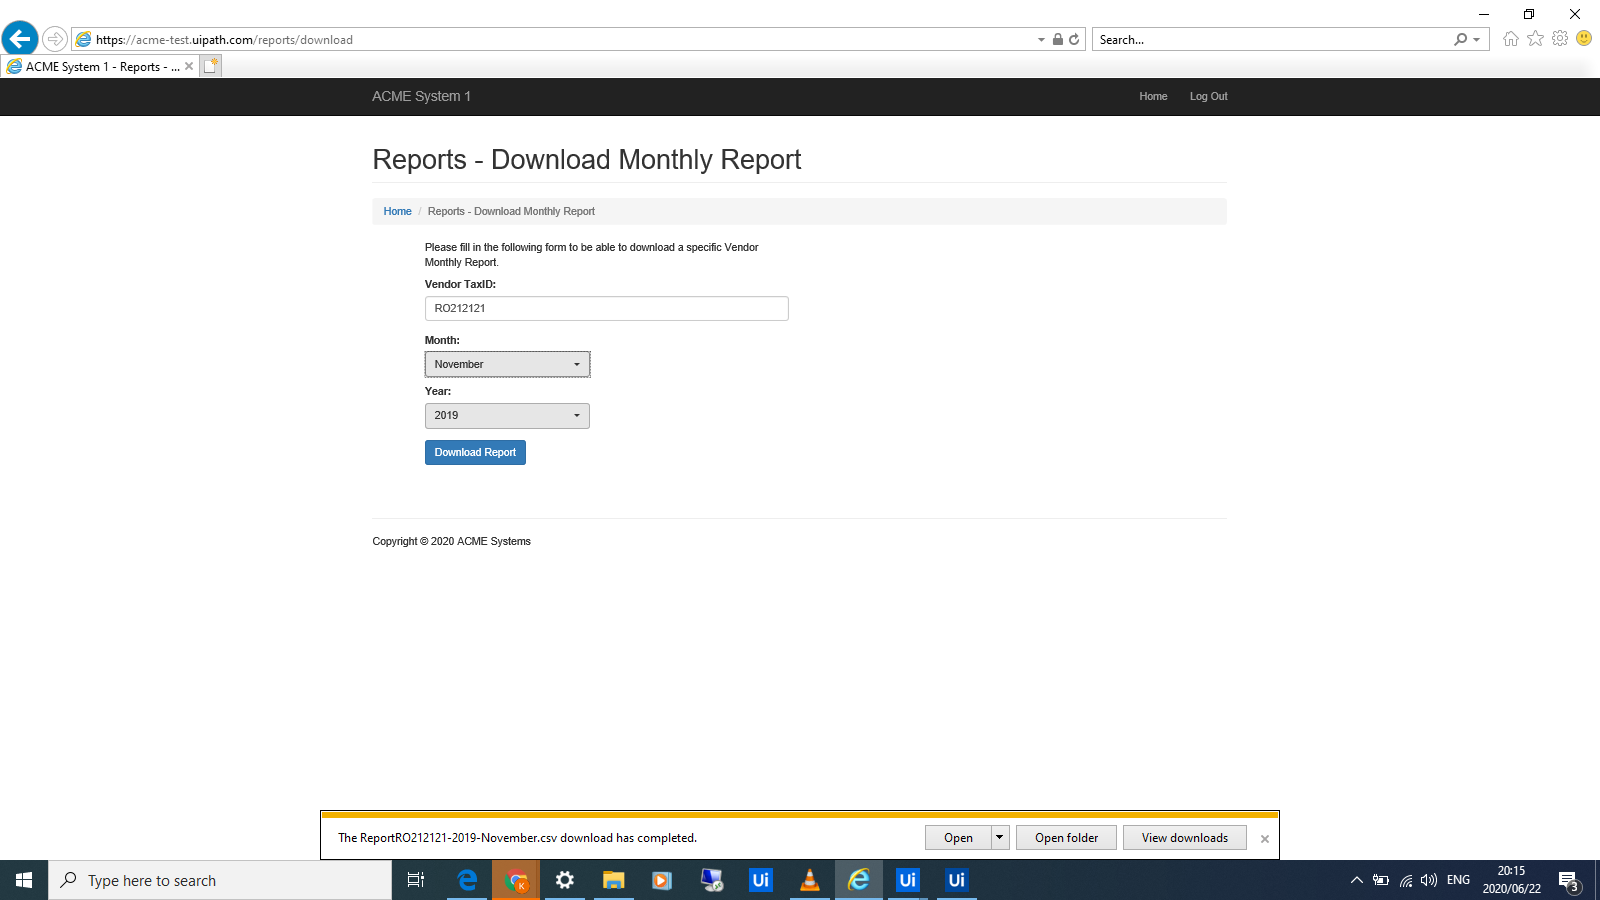 https://acme-test.uipath.com/reports/download
Search...
ACME System 1 - Reports - ...
ACME System 1
Home
Log Out
Reports - Download Monthly Report
Home / Reports - Download Monthly Report
Please fill in the following form to be able to download a specific Vendor
Monthly Report.
Vendor TaxID:
RO212121
Month:
November
Year:
2019
Download Report
Copyright © 2020 ACME Systems
The ReportRO212121-2019-November.csv download has completed.
Open
Open folder
View downloads
Type here to search
K
Ui
Ui
Ui
ENG
20:15
2020/06/22
3